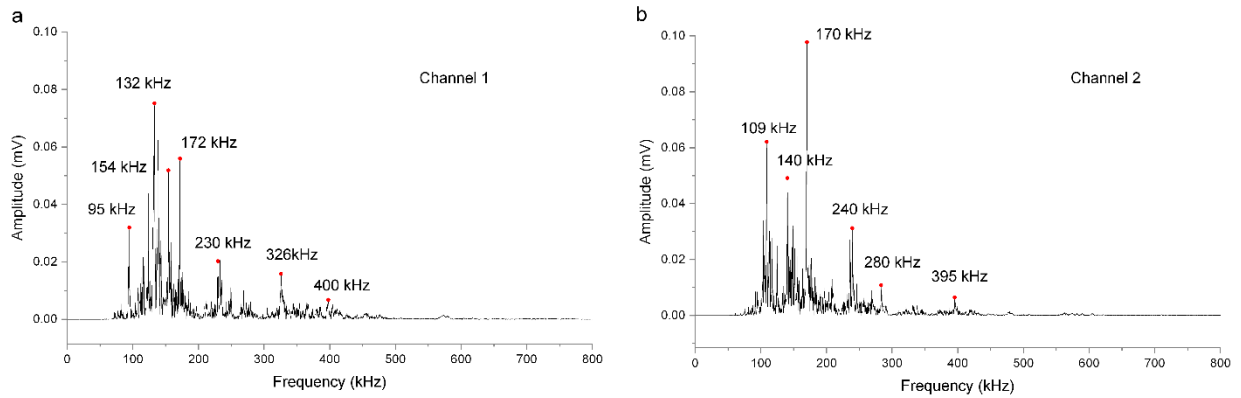 a
0.10
0.08
0.06
0.04
0.02
0.00
Amplitude (mV)
132 kHz
Channel 1
154 kHz
172 kHz
95 kHz
230 kHz
326kHz
400 kHz
0 100 200 300 400 500 600 700 800
Frequency (kHz)
b
0.10
0.08
0.06
0.04
0.02
0.00
Amplitude (mV)
170 kHz
Channel 2
109 kHz
140 kHz
240 kHz
280 kHz
395 kHz
0 100 200 300 400 500 600 700 800
Frequency (kHz)